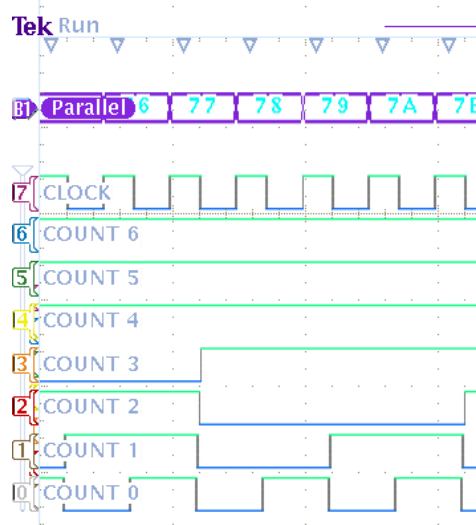 Tek Run
B1 Parallel 6 77 78 79 7A
7 CLOCK
6 COUNT 6
5 COUNT 5
4 COUNT 4
3 COUNT 3
2 COUNT 2
1 COUNT 1
0 COUNT 0